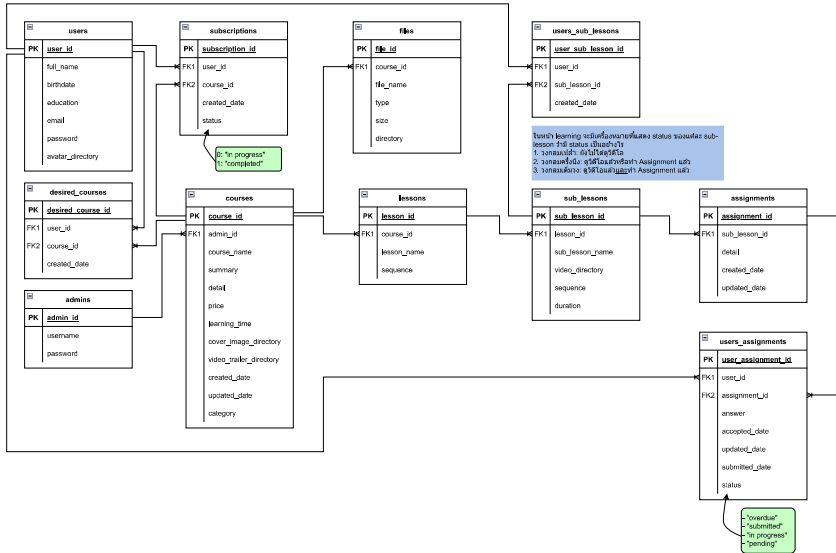 users
PK user_id
full_name
birthdate
education
email
password
avatar_directory
subscriptions
PK subscription_id
FK1 user_id
FK2 course_id
created_date
status
0: "in progress"
1: "completed"
files
PK file_id
FK1 course_id
file_name
type
size
directory
users_sub_lessons
PK user_sub_lesson_id
FK1 user_id
FK2 sub_lesson_id
created_date
ในหน้า learning จะมีเครื่องหมายที่แสดง status ของแต่ละ sub-
lesson ว่ามี status เป็นอย่างไร
1. วงกลมเทสีดำ: ยังไม่ได้ดูวิดีโอ
2. วงกลมครึ่งนึง: ดูวิดีโอแล้วหรือทำ Assignment แล้ว
3. วงกลมเต็มวง: ดูวิดีโอแล้วและทำ Assignment แล้ว
desired_courses
PK desired_course_id
FK1 user_id
FK2 course_id
created_date
admins
PK admin_id
username
password
courses
PK course_id
FK1 admin_id
course_name
summary
detail
price
learning_time
cover_image_directory
video_trailer_directory
created_date
updated_date
category
lessons
PK lesson_id
FK1 course_id
lesson_name
sequence
sub_lessons
PK sub_lesson_id
FK1 lesson_id
sub_lesson_name
video_directory
sequence
duration
assignments
PK assignment_id
FK1 sub_lesson_id
detail
created_date
updated_date
users_assignments
PK user_assignment_id
FK1 user_id
FK2 assignment_id
answer
accepted_date
updated_date
submitted_date
status
- "overdue"
- "submitted"
- "in progress"
- "pending"